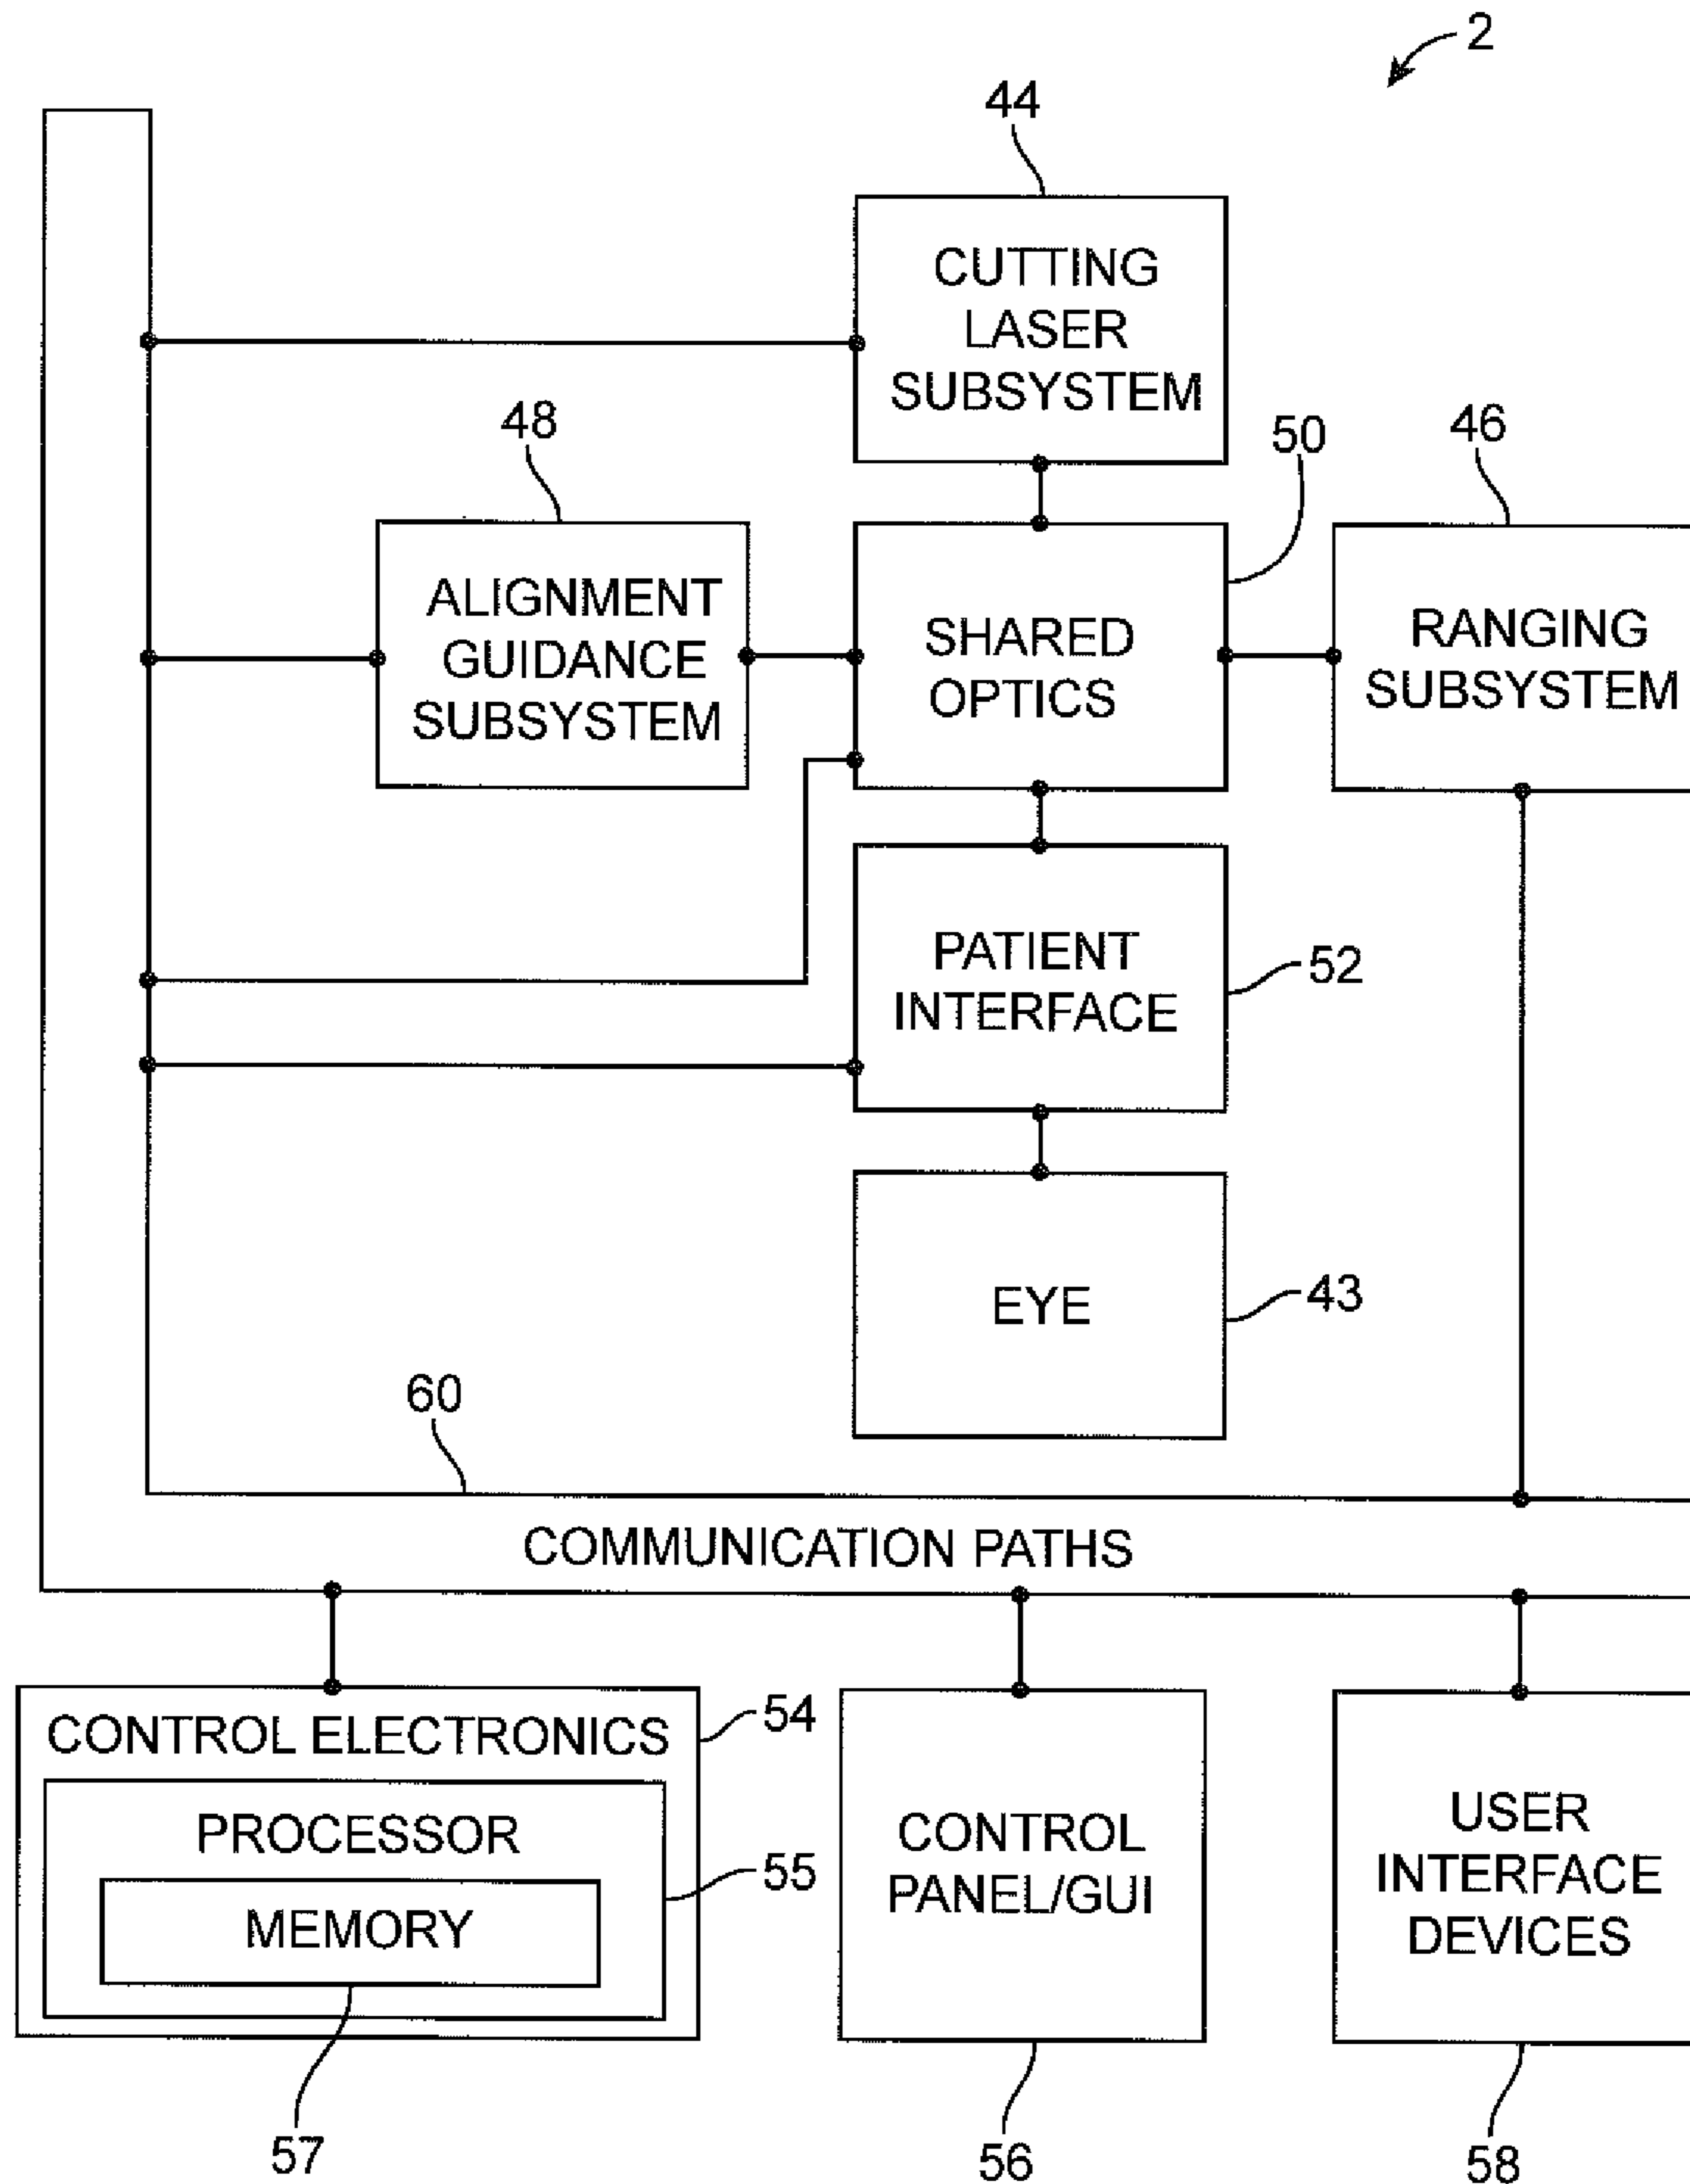 2
44
CUTTING
LASER
SUBSYSTEM
48
50
46
ALIGNMENT
GUIDANCE
SUBSYSTEM
SHARED
OPTICS
RANGING
SUBSYSTEM
PATIENT
INTERFACE
52
EYE
43
60
COMMUNICATION PATHS
CONTROL ELECTRONICS
54
PROCESSOR
55
MEMORY
57
CONTROL
PANEL/GUI
56
USER
INTERFACE
DEVICES
58